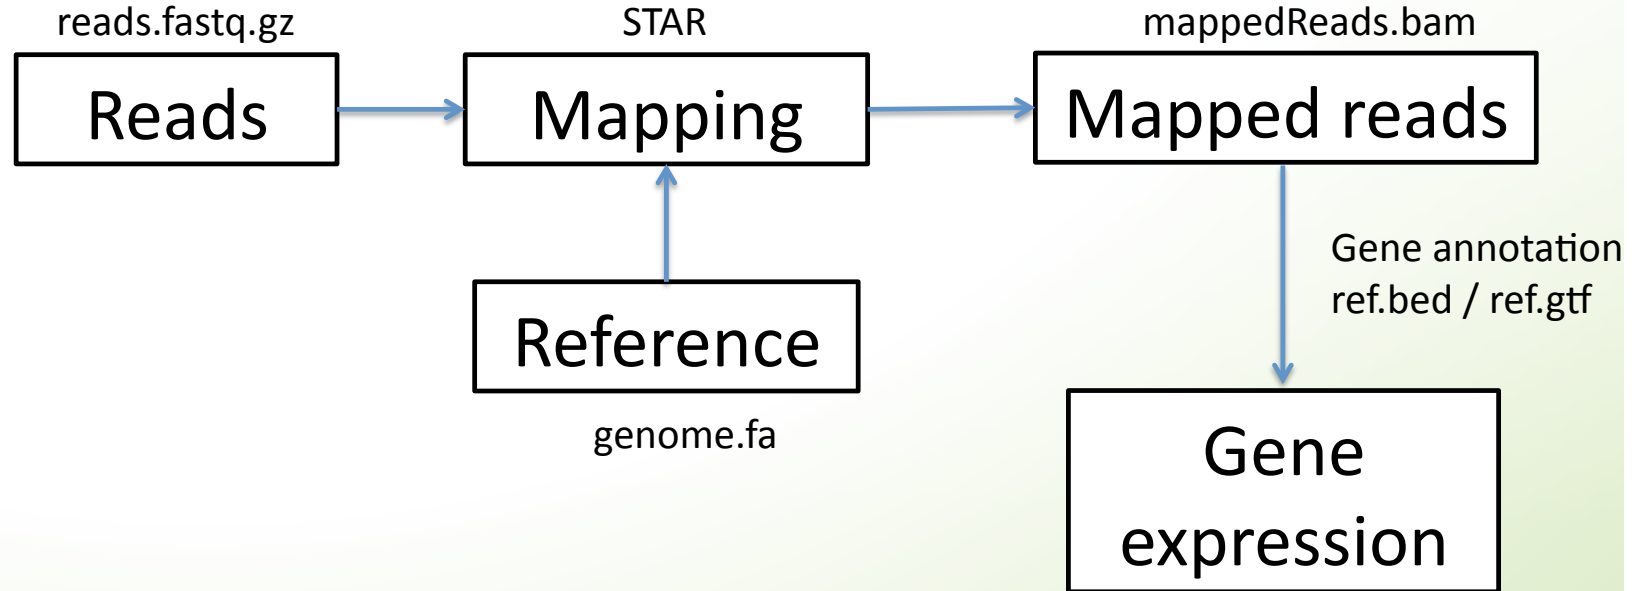 reads.fastq.gz
STAR
mappedReads.bam
Reads
Mapping
Mapped reads
Gene annotation
ref.bed / ref.gtf
Reference
genome.fa
Gene
expression